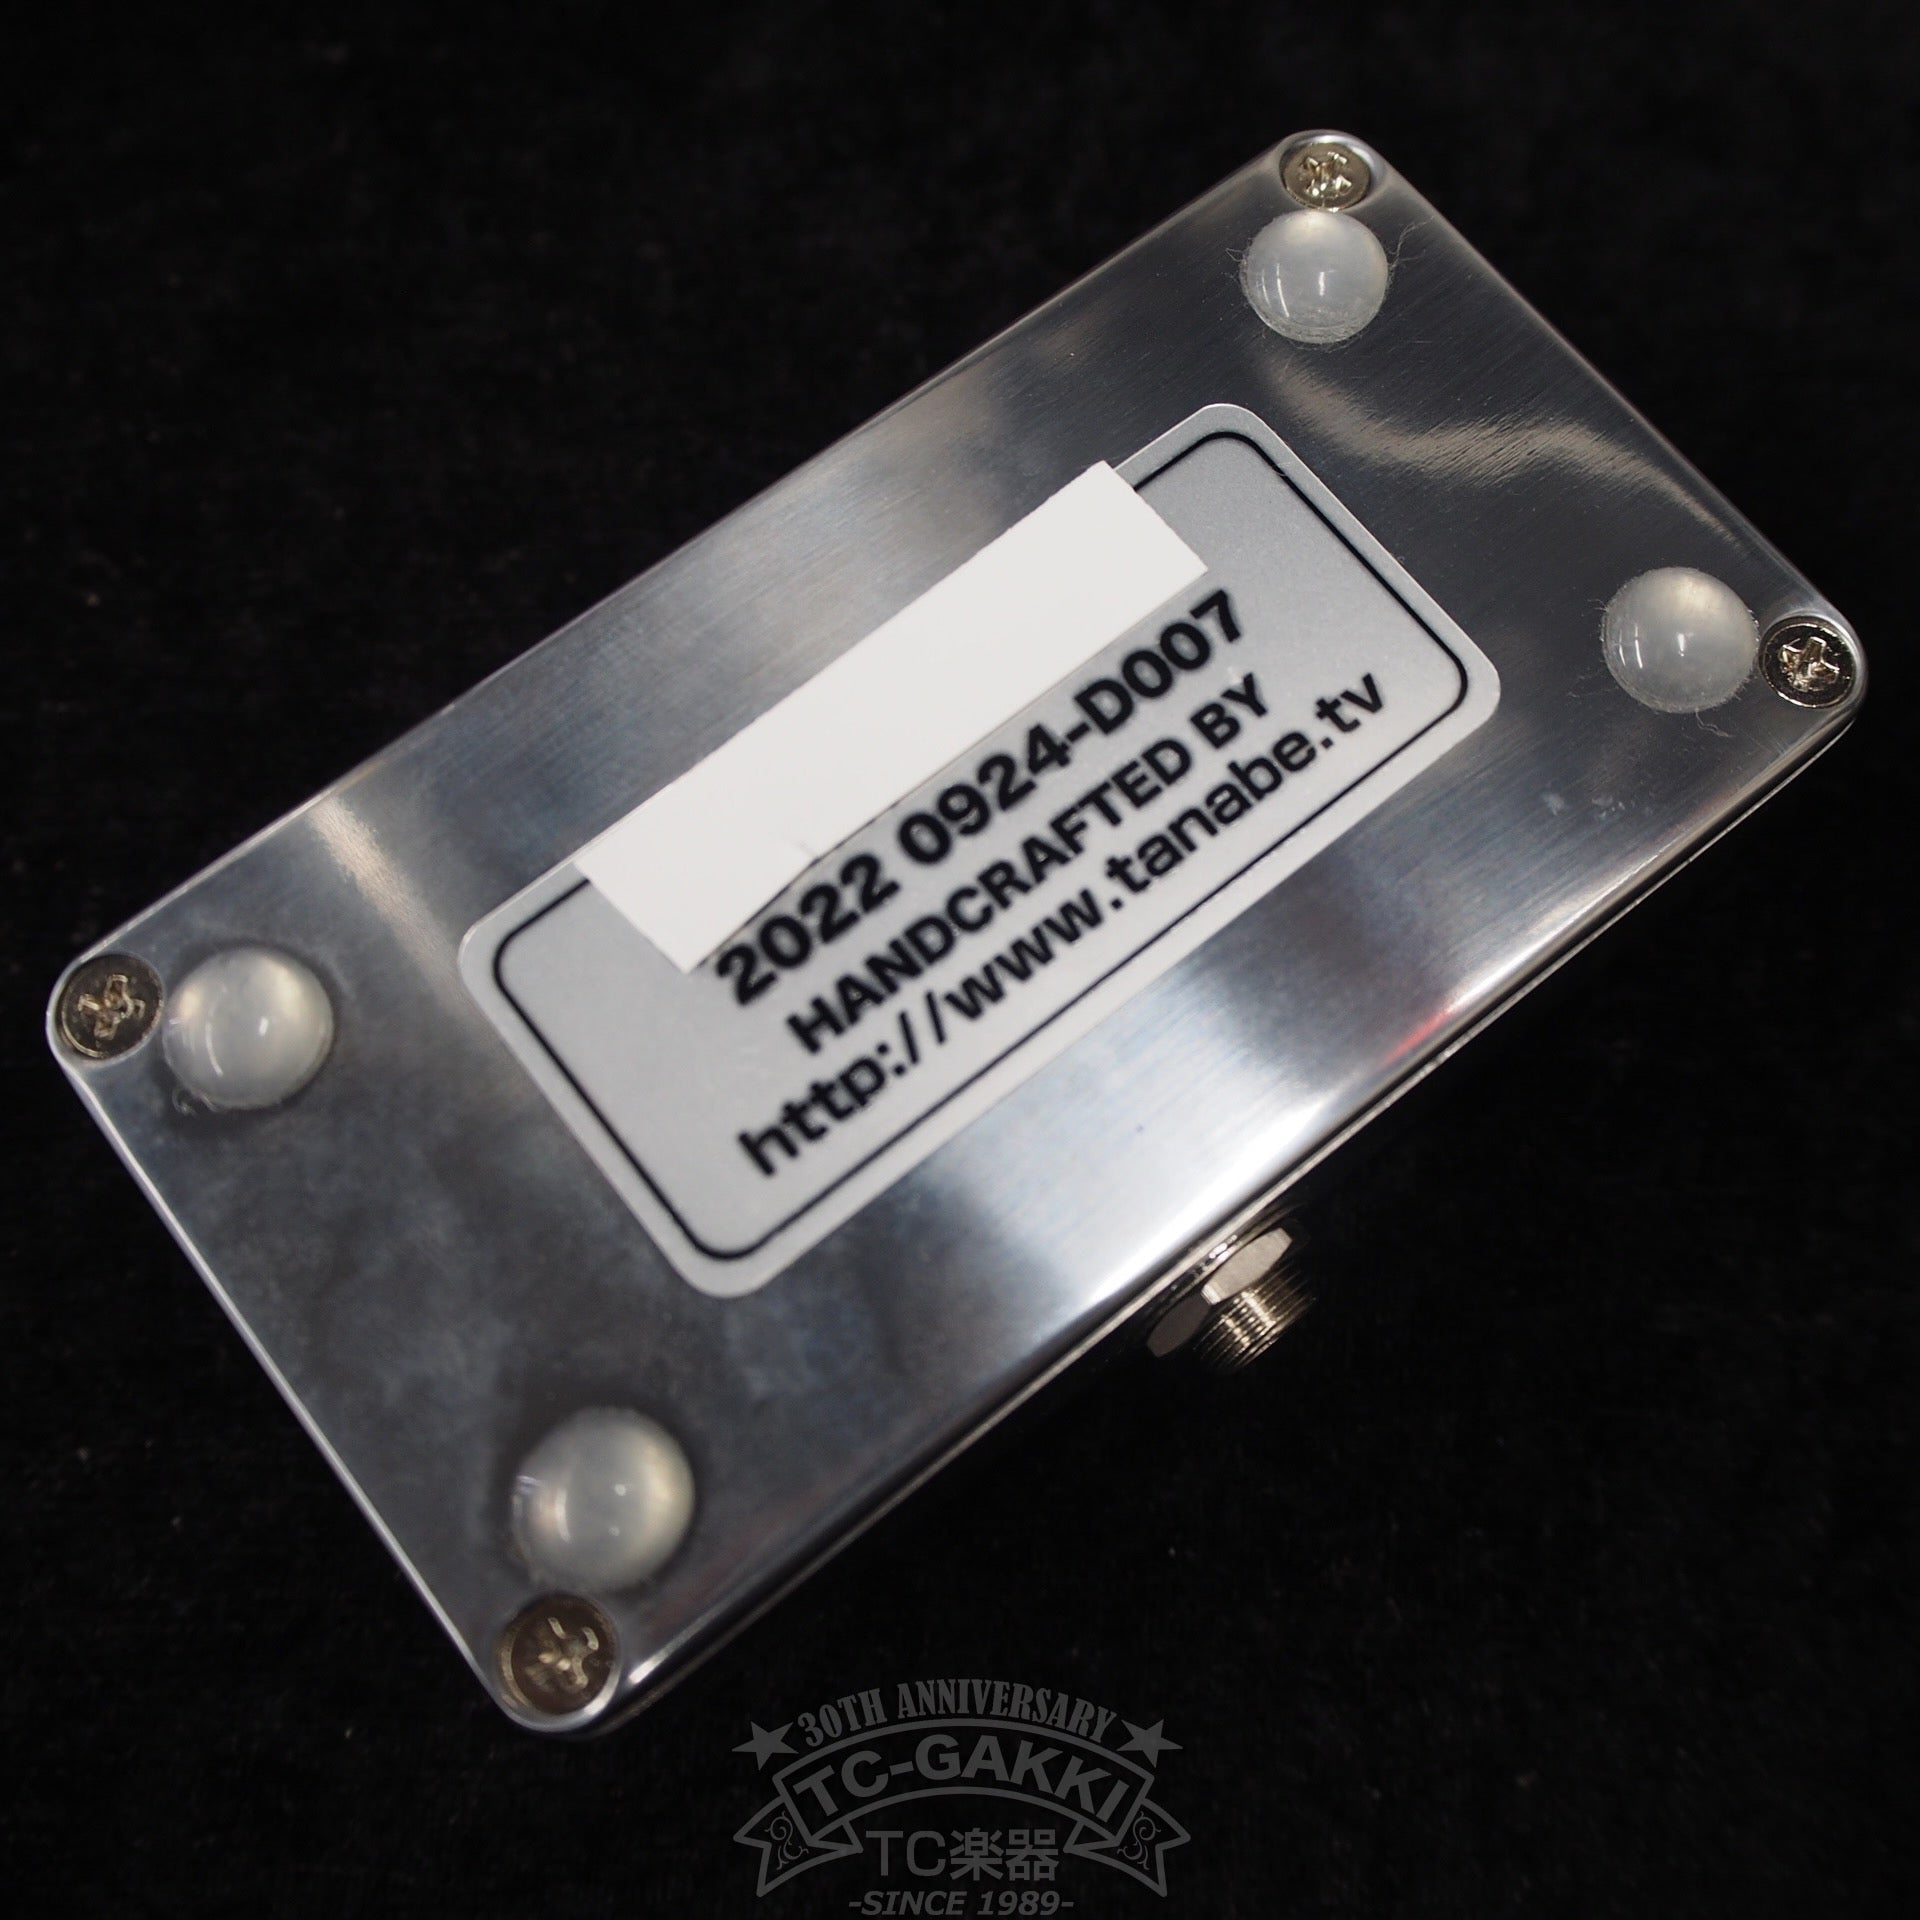 2022 0924-D007
HANDCRAFTED BY
http://www.tanabe.tv
30TH ANNIVERSARY
TC-GAKKI
TC楽器
-SINCE 1989-